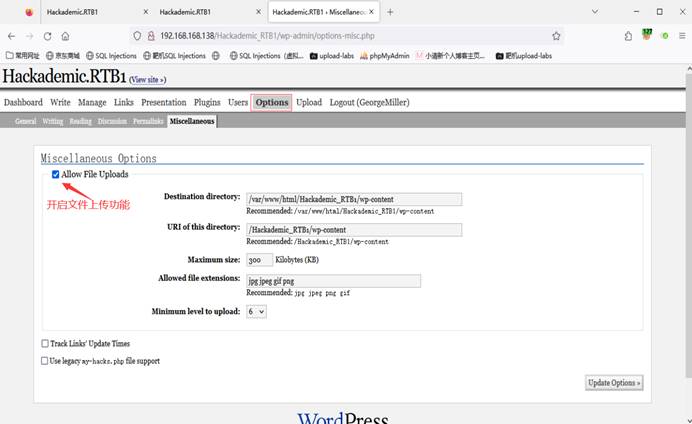 Hackademic.RTB1
Hackademic.RTB1
Hackademic.RTB1 › Miscellaneous
192.168.168.138/Hackademic_RTB1/wp-admin/options-misc.php
127
常用网址 京东商城 SQL Injections 靶机SQL Injections SQL Injections (虚拟... upload-labs phpMyAdmin 小浦新个人博客主页... 靶机upload-labs
Hackademic.RTB1 (View site »)
Dashboard Write Manage Links Presentation Plugins Users Options Upload Logout (GeorgeMiller)
General Writing Reading Discussion Permalinks Miscellaneous
Miscellaneous Options
Allow File Uploads
开启文件上传功能
Destination directory: /var/www/html/Hackademic_RTB1/wp-content
Recommended: /var/www/html/Hackademic_RTB1/wp-content
URI of this directory: /Hackademic_RTB1/wp-content
Recommended: /Hackademic_RTB1/wp-content
Maximum size: 300 Kilobytes (KB)
Allowed file extensions: jpg jpeg gif png
Recommended: jpg jpeg png gif
Minimum level to upload: 6
Track Links' Update Times
Use legacy my-hacks.php file support
Update Options »
WordPress